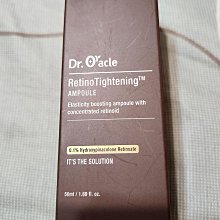 Dr. Oracle
RetinoTightening™
AMPOULE
Elasticity boosting ampoule with
concentrated retinoid
0.1% Hydroxypinacolone Retinoate
IT'S THE SOLUTION
50ml / 1.69 fl. oz.